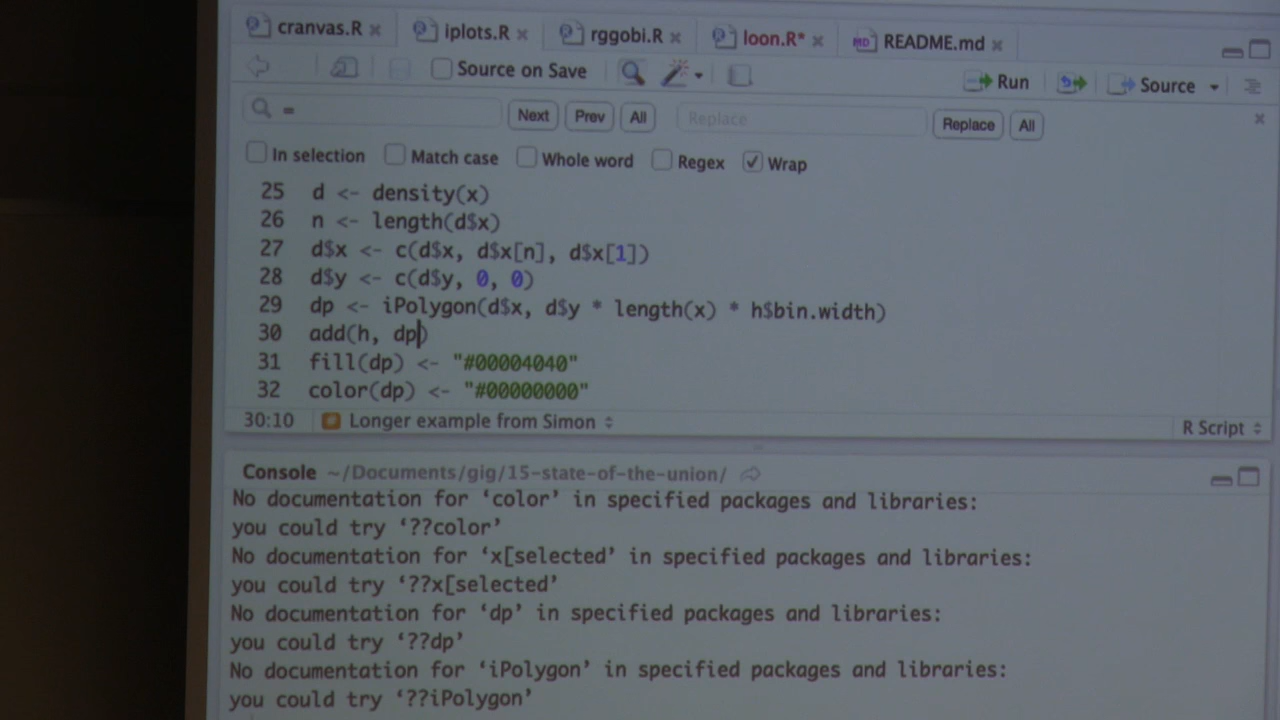 cranvas.R iplots.R rggobi.R loon.R* README.md
Source on Save Run Source
= Next Prev All Replace Replace All
In selection Match case Whole word Regex Wrap
25 d <- density(x)
26 n <- length(d$x)
27 d$x <- c(d$x, d$x[n], d$x[1])
28 d$y <- c(d$y, 0, 0)
29 dp <- iPolygon(d$x, d$y * length(x) * h$bin.width)
30 add(h, dp)
31 fill(dp) <- "#00004040"
32 color(dp) <- "#00000000"
30:10 Longer example from Simon R Script
Console ~/Documents/gig/15-state-of-the-union/
No documentation for ‘color’ in specified packages and libraries:
you could try ‘??color’
No documentation for ‘x[selected’ in specified packages and libraries:
you could try ‘??x[selected’
No documentation for ‘dp’ in specified packages and libraries:
you could try ‘??dp’
No documentation for ‘iPolygon’ in specified packages and libraries:
you could try ‘??iPolygon’